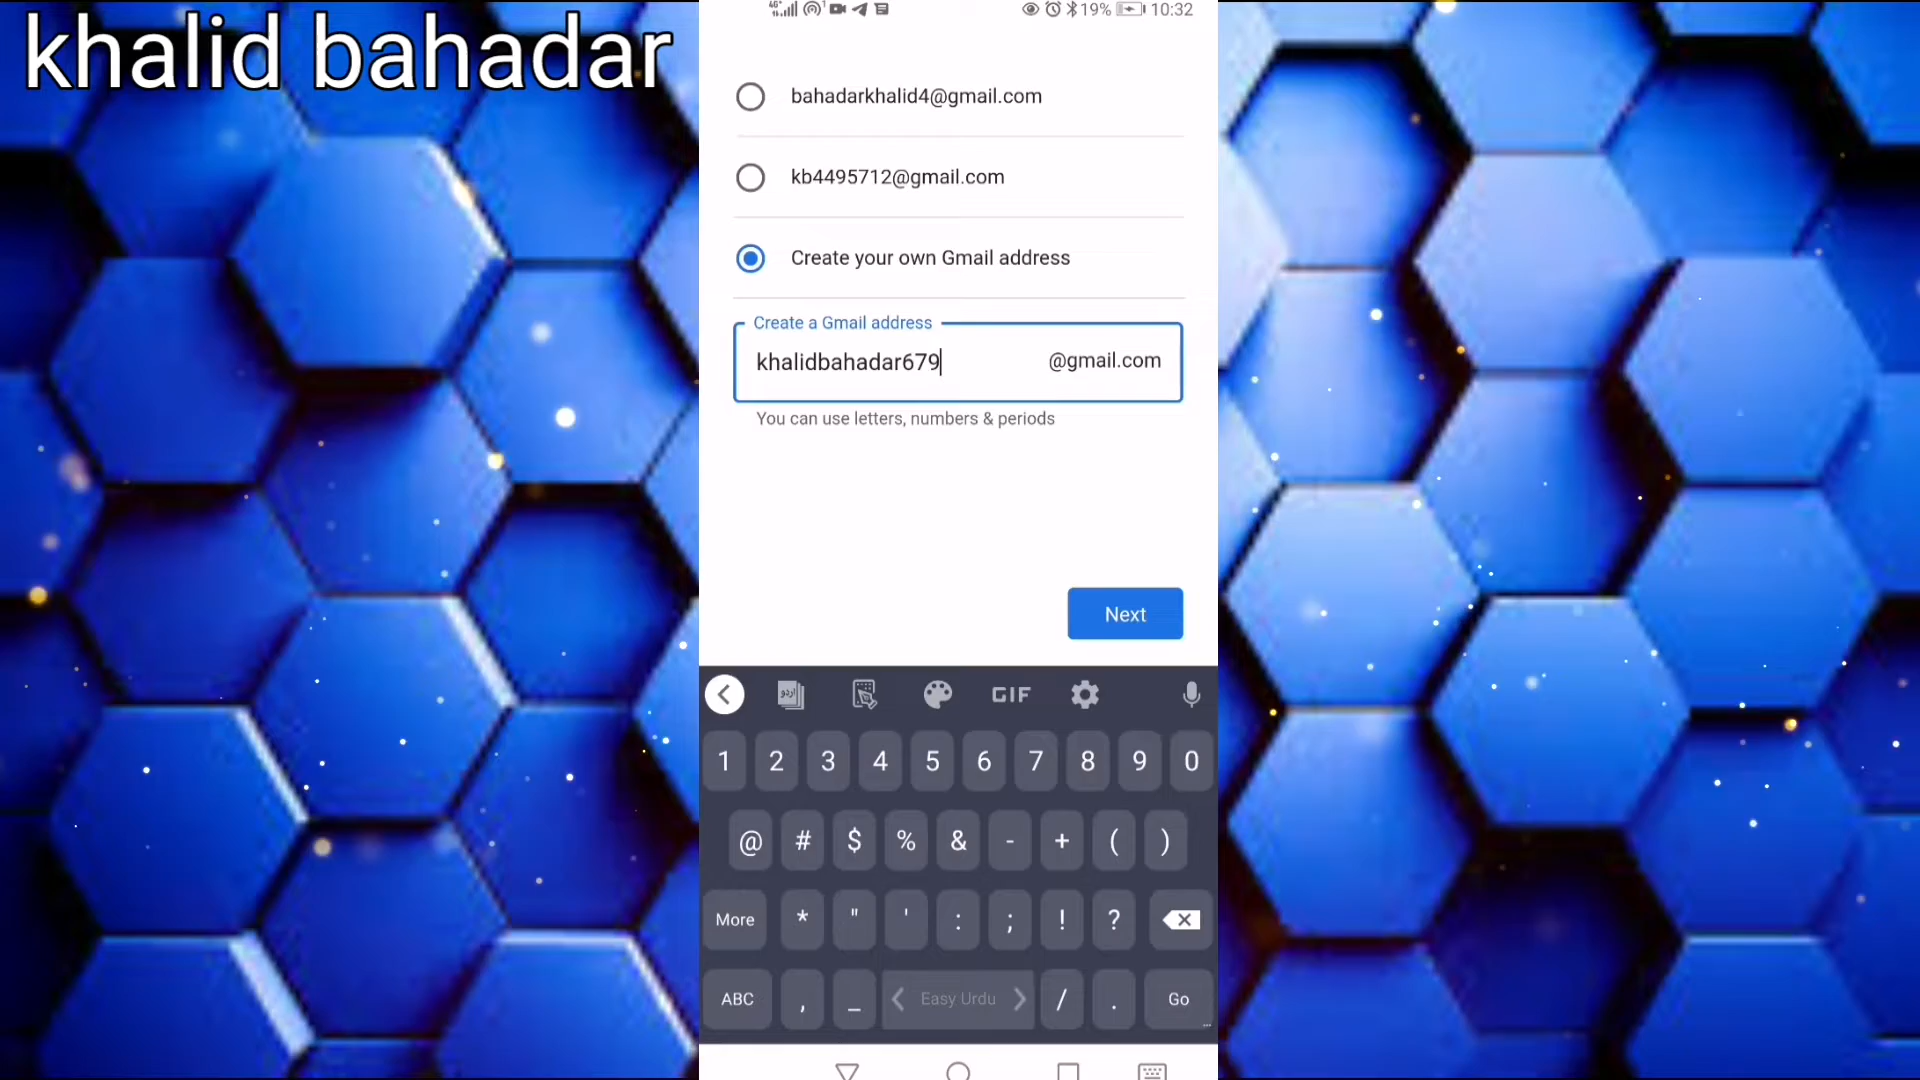 khalid bahadar
4G 19% 10:32
bahadarkhalid4@gmail.com
kb4495712@gmail.com
Create your own Gmail address
Create a Gmail address
khalidbahadar679 @gmail.com
You can use letters, numbers & periods
Next
اردو GIF
1 2 3 4 5 6 7 8 9 0
@ # $ % & - + ( )
More * " ' : ; ! ?
ABC , _ Easy Urdu / . Go